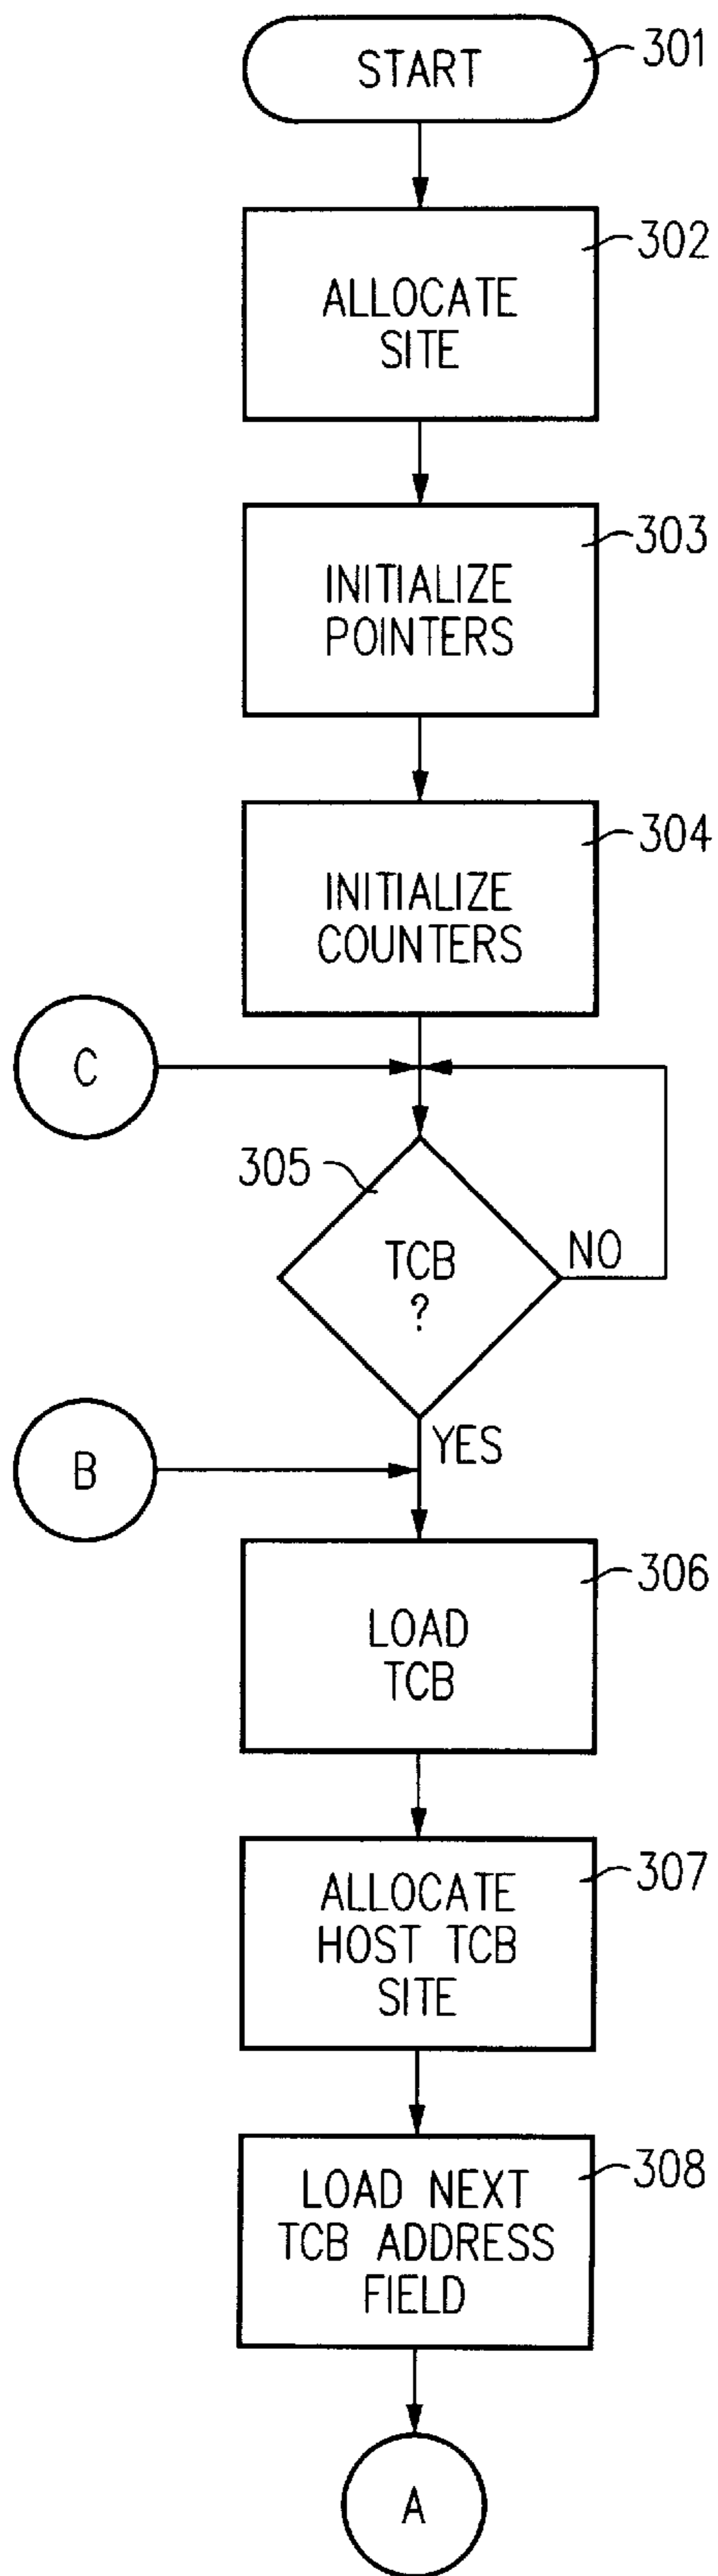 START
301
302
ALLOCATE
SITE
303
INITIALIZE
POINTERS
304
INITIALIZE
COUNTERS
C
305
TCB
?
NO
YES
B
306
LOAD
TCB
307
ALLOCATE
HOST TCB
SITE
308
LOAD NEXT
TCB ADDRESS
FIELD
A